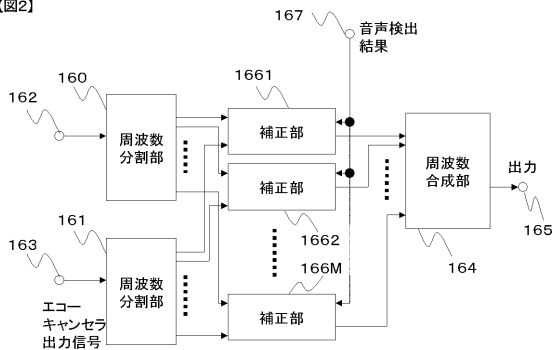 【図2】
167
音声検出
結果
160
1661
162
周波数
分割部
補正部
周波数
合成部
出力
補正部
165
161
1662
163
166M
164
周波数
分割部
補正部
エコー
キャンセラ
出力信号